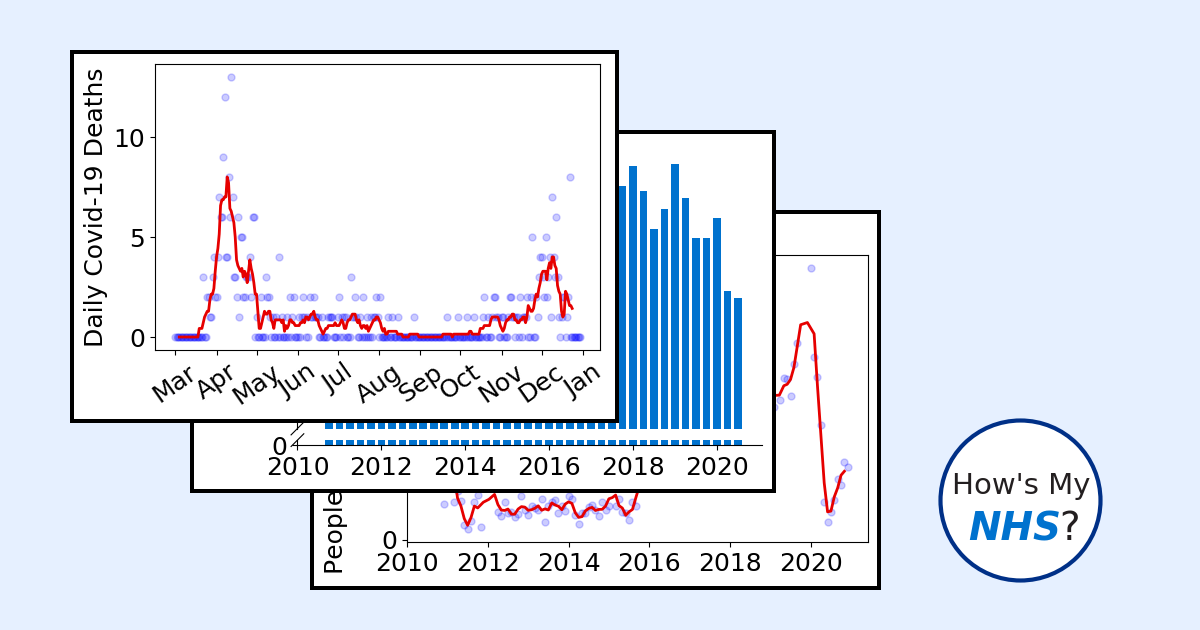 Daily Covid-19 Deaths
10
5
0
Mar Apr May Jun Jul Aug Sep Oct Nov Dec Jan
0
2010 2012 2014 2016 2018 2020
People
0
2010 2012 2014 2016 2018 2020
How's My
NHS?